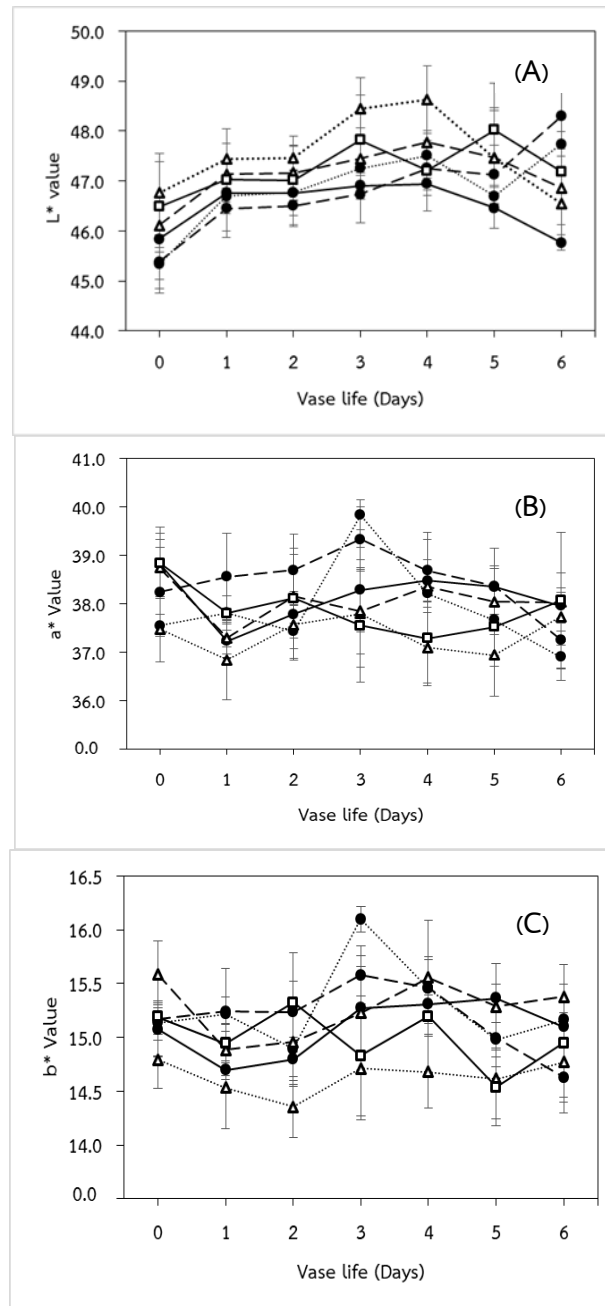 (A)
L* value
50.0
49.0
48.0
47.0
46.0
45.0
44.0
0 1 2 3 4 5 6
Vase life (Days)
(B)
a* Value
41.0
40.0
39.0
38.0
37.0
36.0
0.0
0 1 2 3 4 5 6
Vase life (Days)
(C)
b* Value
16.5
16.0
15.5
15.0
14.5
14.0
0.0
0 1 2 3 4 5 6
Vase life (Days)